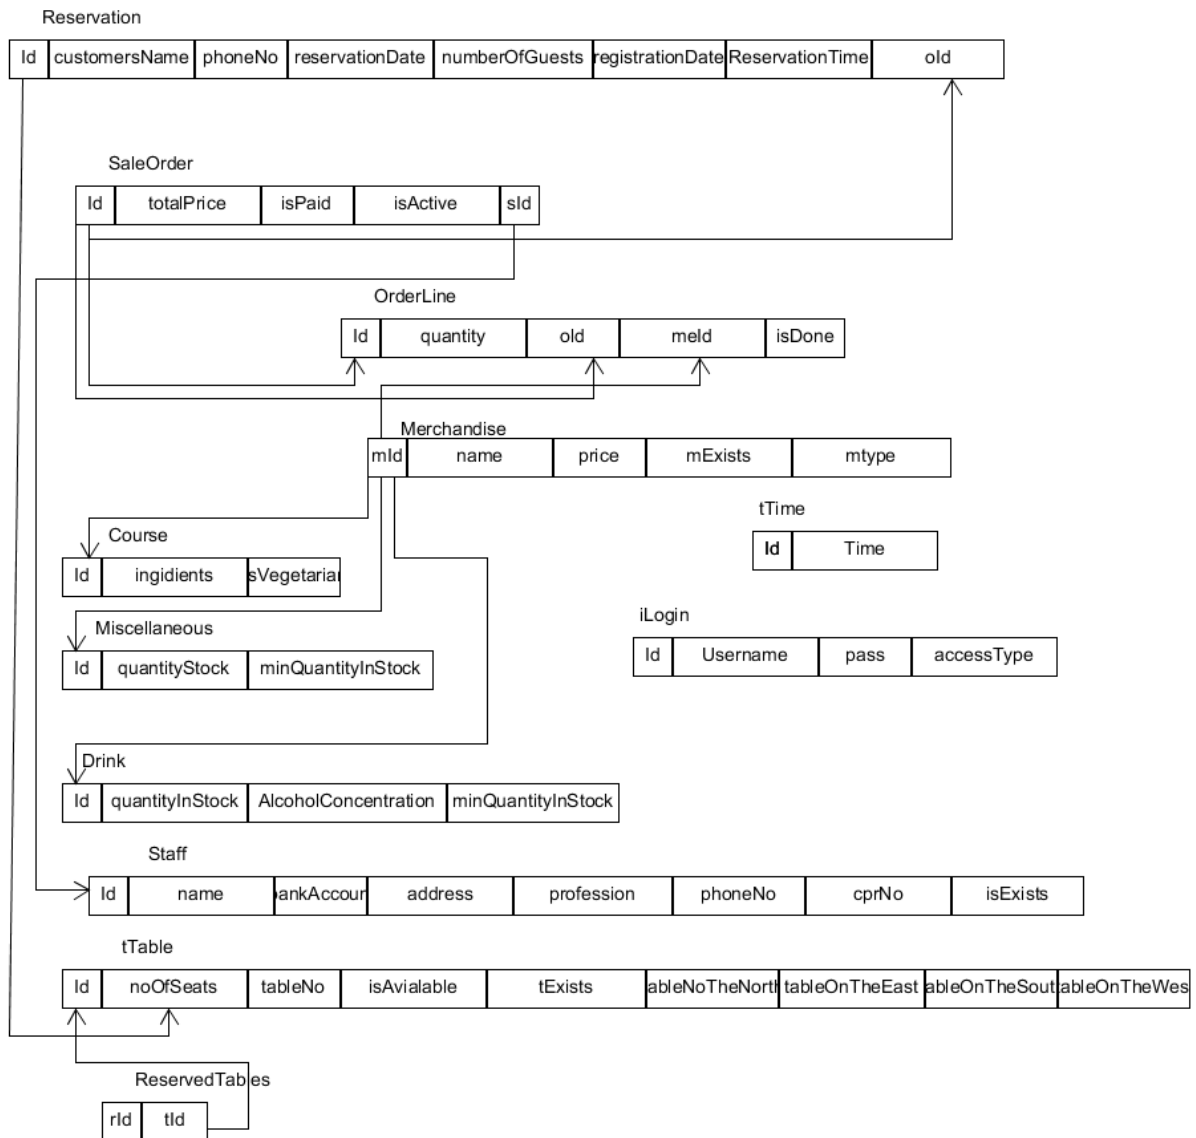 Reservation
Id customersName phoneNo reservationDate numberOfGuests registrationDate ReservationTime oId
SaleOrder
Id totalPrice isPaid isActive sId
OrderLine
Id quantity oId meId isDone
Merchandise
mId name price mExists mtype
tTime
Id Time
Course
Id ingidients sVegetarian
iLogin
Id Username pass accessType
Miscellaneous
Id quantityStock minQuantityInStock
Drink
Id quantityInStock AlcoholConcentration minQuantityInStock
Staff
Id name ankAccoun address profession phoneNo cprNo isExists
tTable
Id noOfSeats tableNo isAvialable tExists ableNoTheNorth tableOnTheEast ableOnTheSout ableOnTheWes
ReservedTables
rId tId